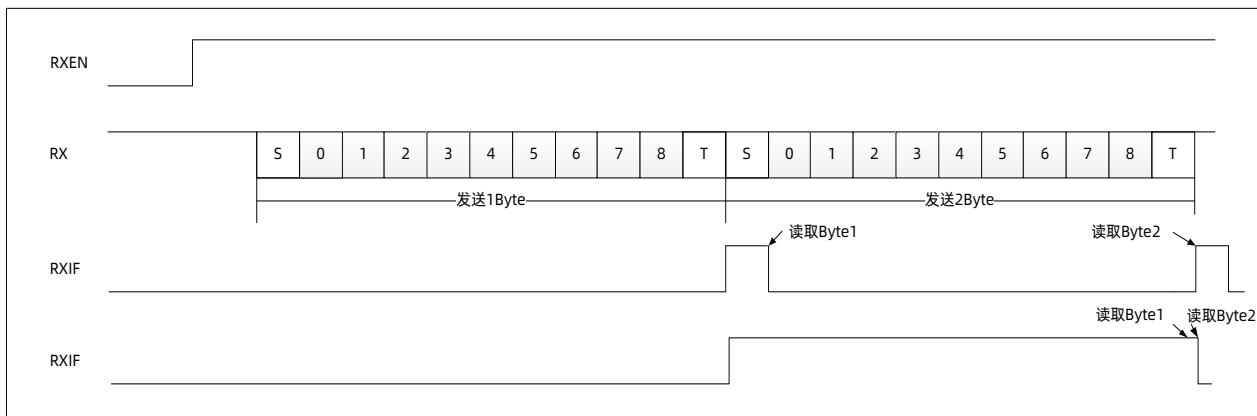 RXEN
RX S 0 1 2 3 4 5 6 7 8 T S 0 1 2 3 4 5 6 7 8 T
发送1Byte 发送2Byte
读取Byte1 读取Byte2
RXIF
读取Byte1 读取Byte2
RXIF